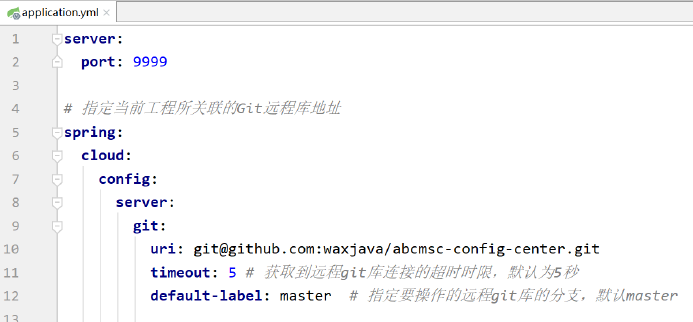 application.yml
1 server:
2   port: 9999
3
4 # 指定当前工程所关联的Git远程库地址
5 spring:
6   cloud:
7     config:
8       server:
9         git:
10           uri: git@github.com:waxjava/abcmsc-config-center.git
11           timeout: 5 # 获取到远程git库连接的超时时限，默认为5秒
12           default-label: master  # 指定要操作的远程git库的分支，默认master
13